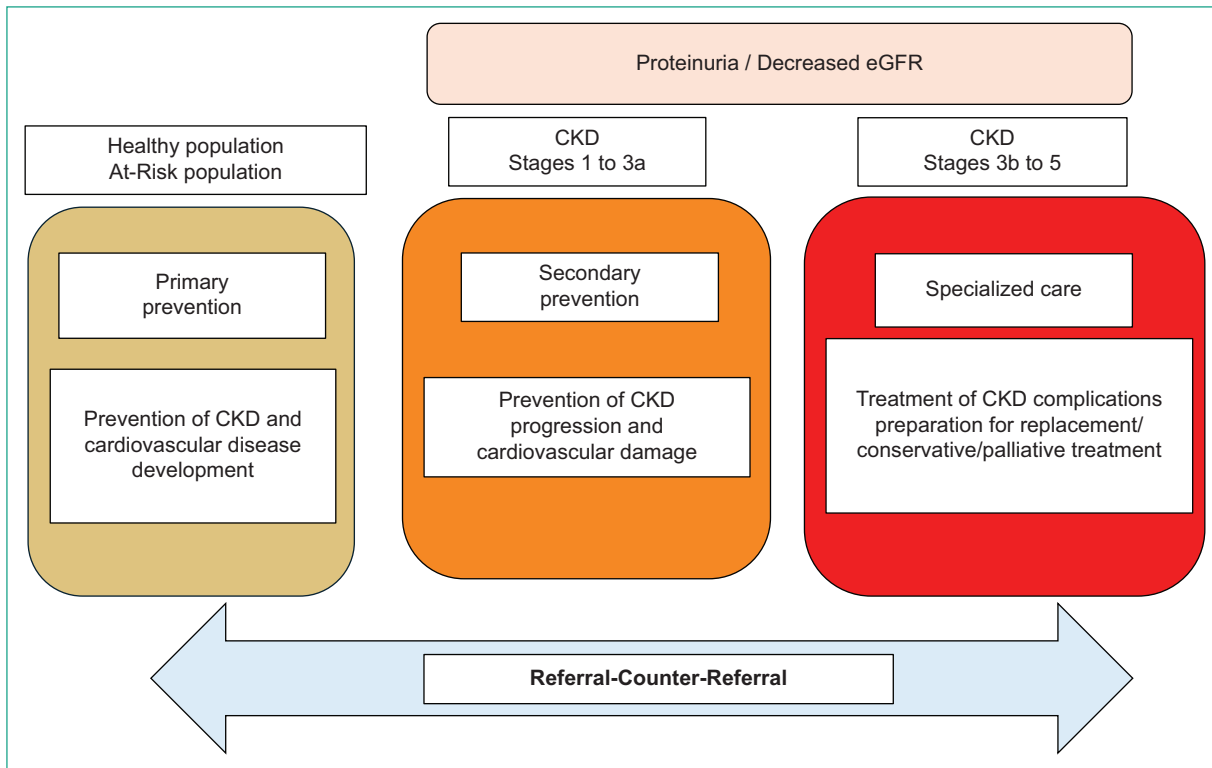 Proteinuria / Decreased eGFR
Healthy population
At-Risk population
CKD
Stages 1 to 3a
CKD
Stages 3b to 5
Primary
prevention
Secondary
prevention
Specialized care
Prevention of CKD and
cardiovascular disease
development
Prevention of CKD
progression and
cardiovascular damage
Treatment of CKD complications
preparation for replacement/
conservative/palliative treatment
Referral-Counter-Referral